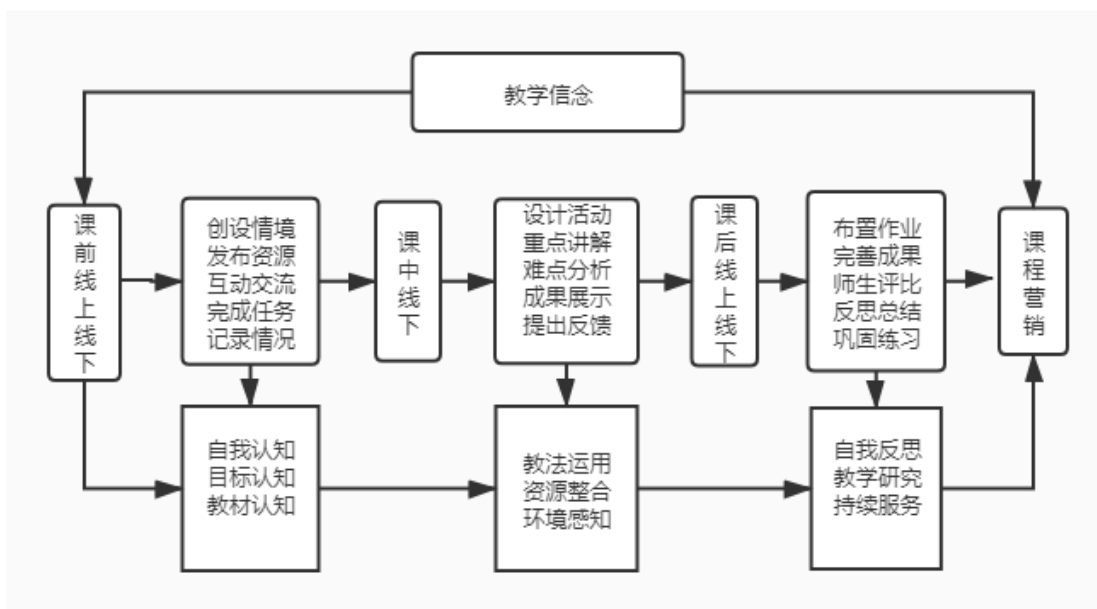 教学信念
课前线上线下
创设情境
发布资源
互动交流
完成任务
记录情况
课中线下
设计活动
重点讲解
难点分析
成果展示
提出反馈
课后线上线下
布置作业
完善成果
师生评比
反思总结
巩固练习
课程营销
自我认知
目标认知
教材认知
教法运用
资源整合
环境感知
自我反思
教学研究
持续服务